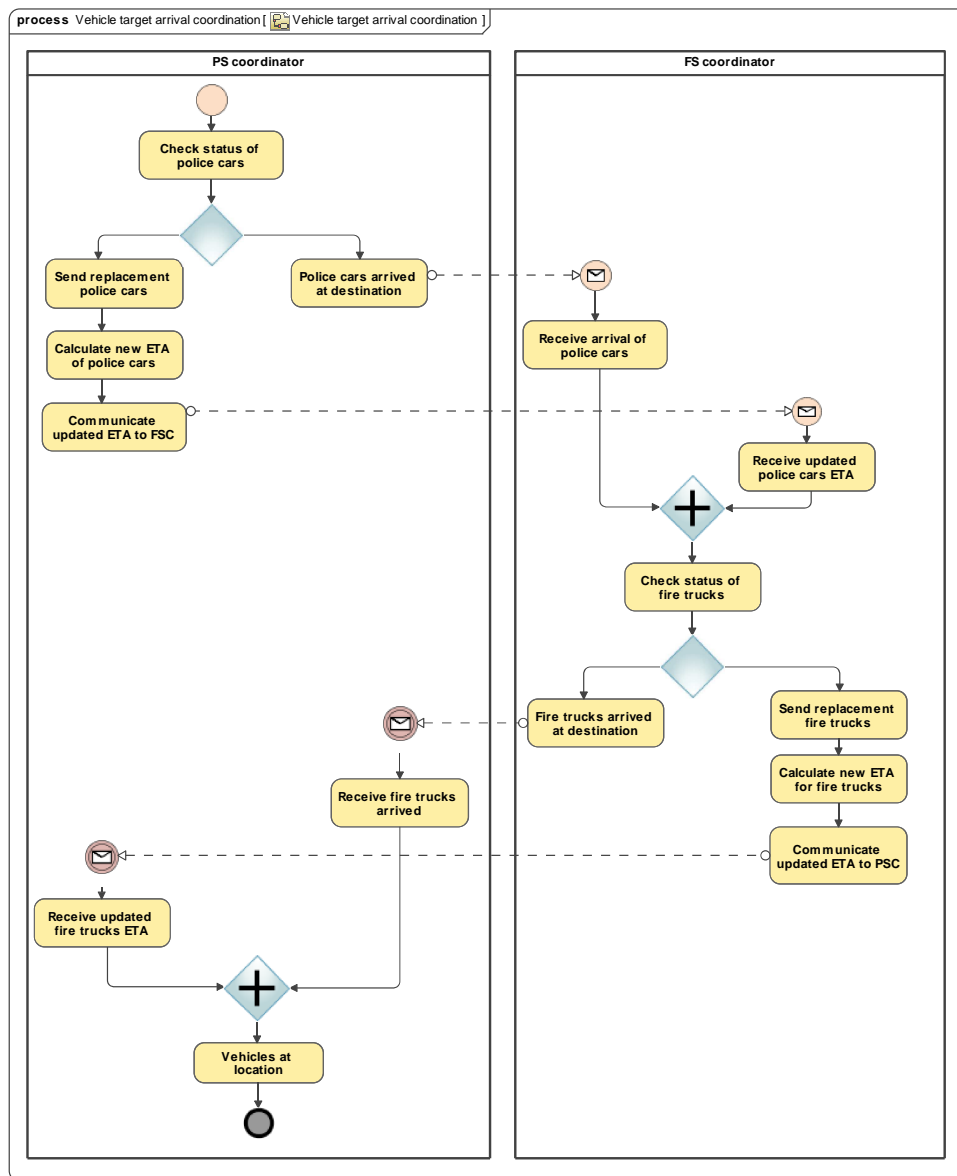 process Vehicle target arrival coordination [ Vehicle target arrival coordination ]
PS coordinator
FS coordinator
Check status of
police cars
Send replacement
police cars
Police cars arrived
at destination
Calculate new ETA
of police cars
Receive arrival of
police cars
Communicate
updated ETA to FSC
Receive updated
police cars ETA
Check status of
fire trucks
Fire trucks arrived
at destination
Send replacement
fire trucks
Calculate new ETA
for fire trucks
Receive fire trucks
arrived
Communicate
updated ETA to PSC
Receive updated
fire trucks ETA
Vehicles at
location